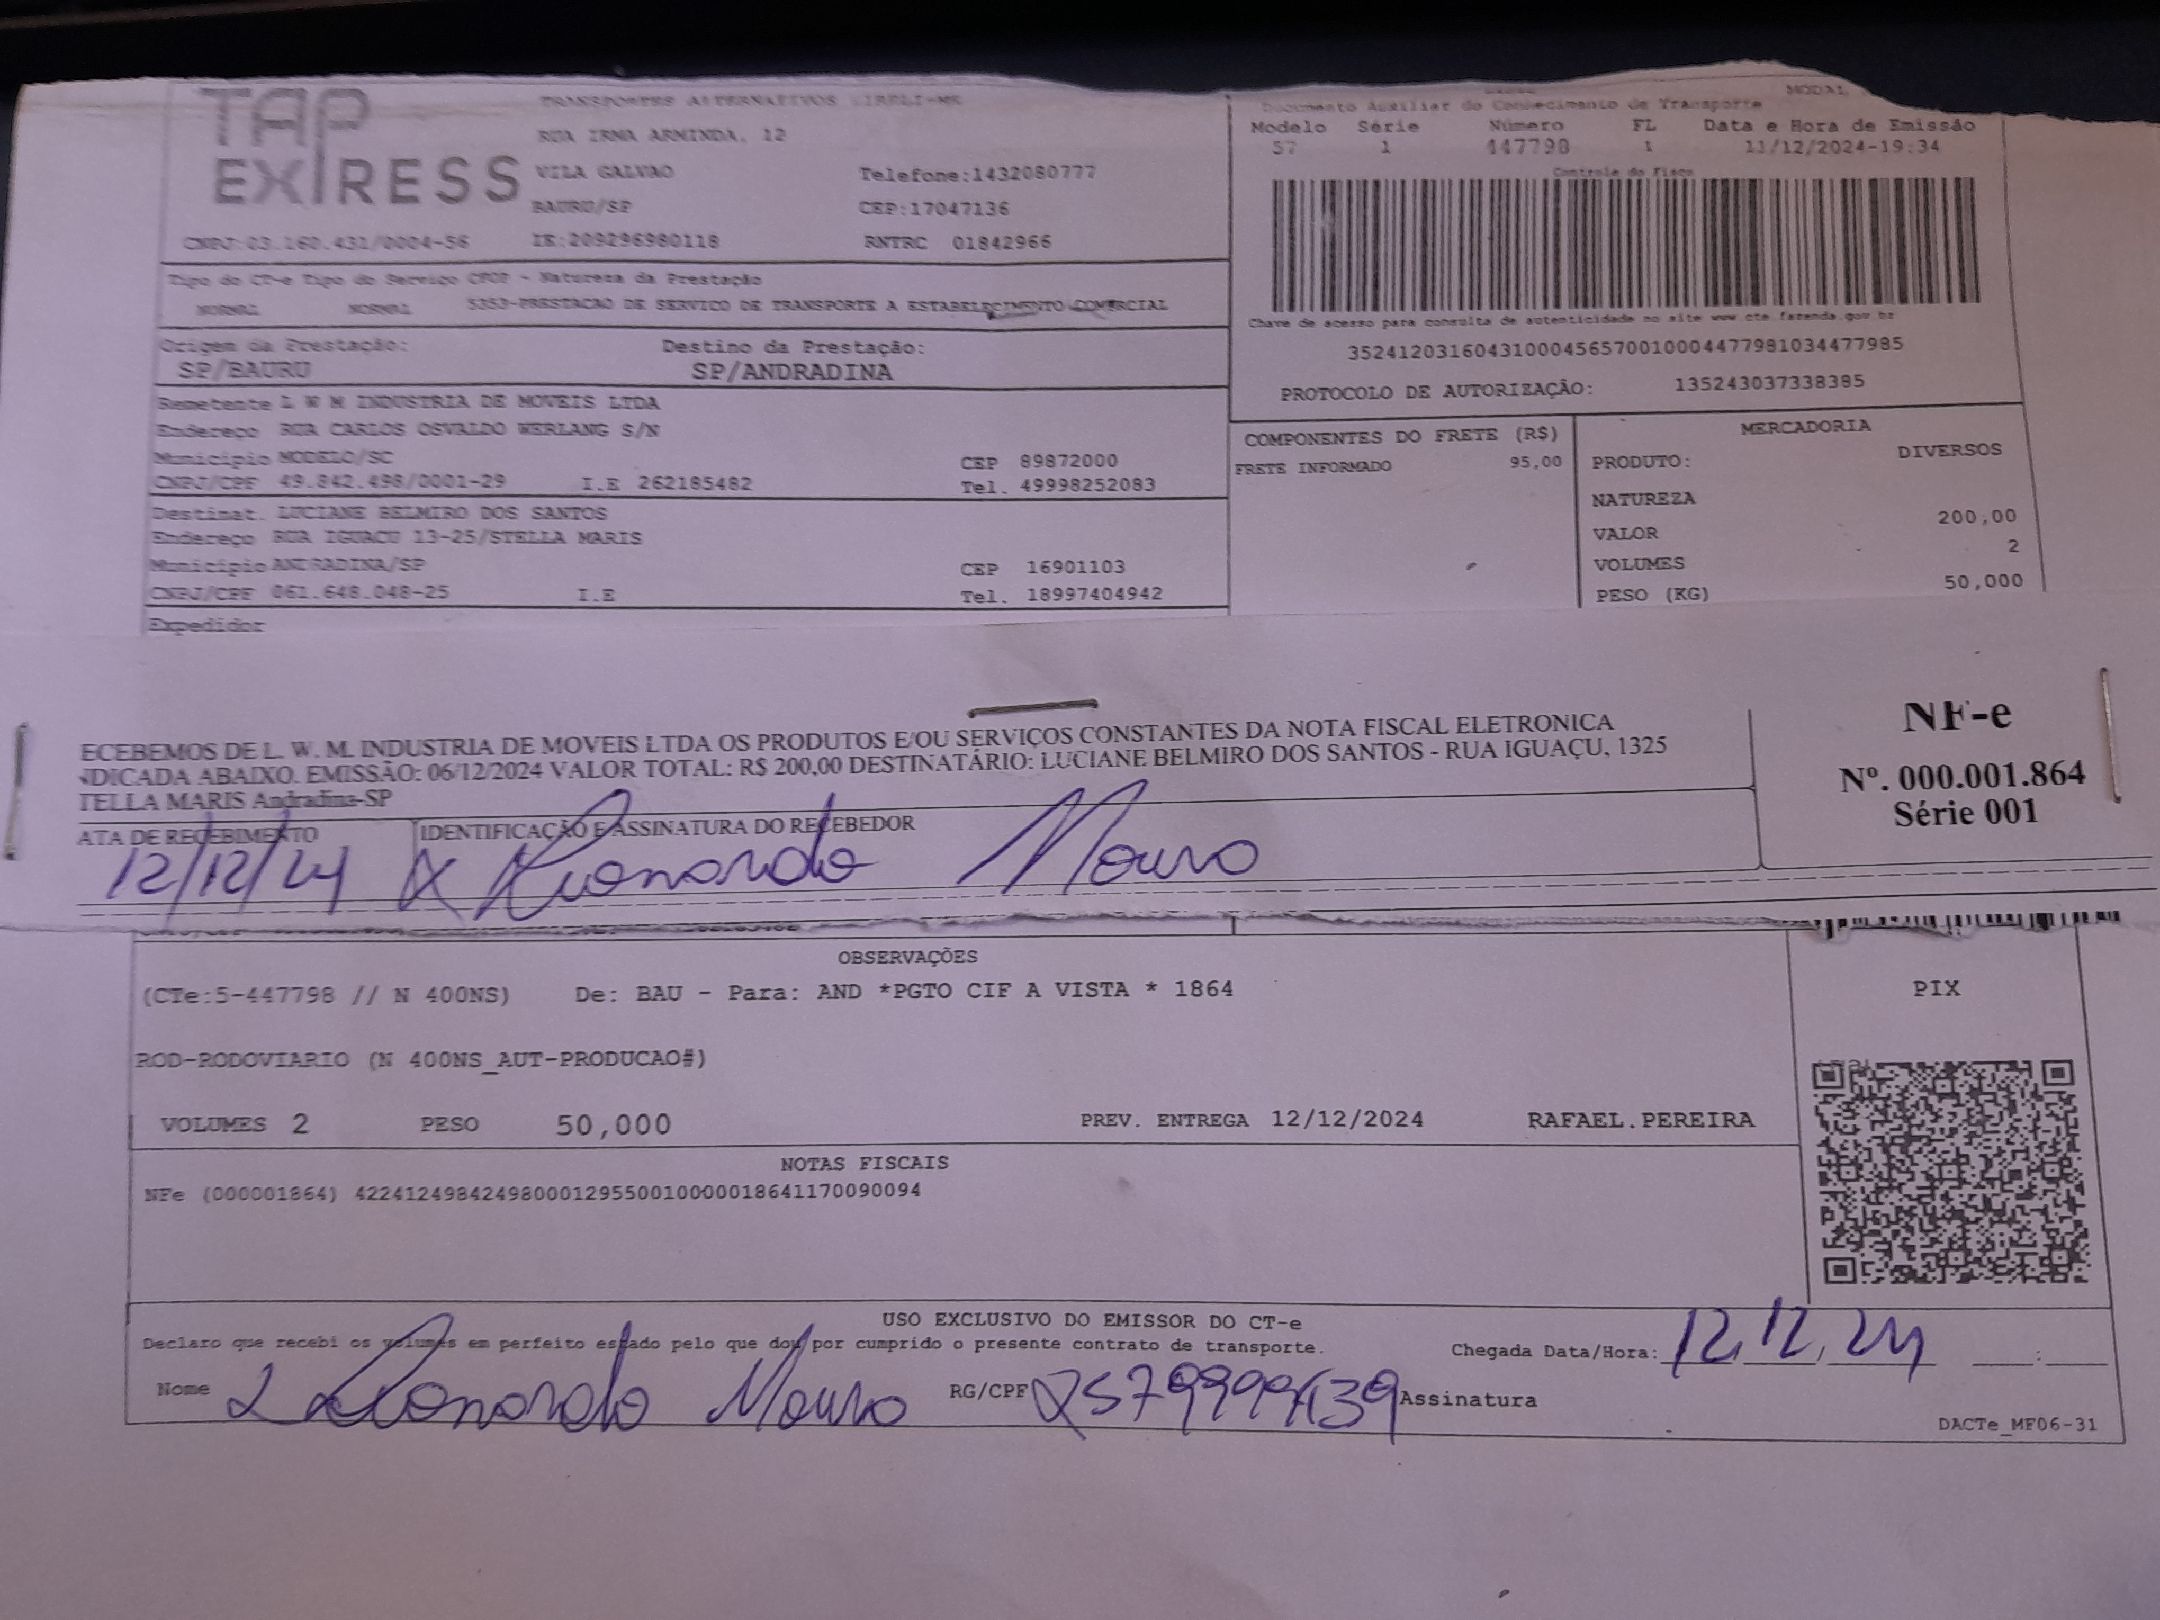 TAP
EXPRESS
TRANSPORTES ALTERNATIVOS EIRELI-ME
RUA IRMA ARMINDA, 12
VILA GALVAO Telefone:1432080777
BAURU/SP CEP:17047136
CNPJ:03.160.431/0004-56 IE:209296980118 RNTRC 01842966
MODAL
Documento Auxiliar do Conhecimento de Transporte
Modelo Série Número FL Data e Hora de Emissão
57 1 447798 1 11/12/2024-19:34
Controle do Fisco
Chave de acesso para consulta de autenticidade no site www.cte.fazenda.gov.br
35241203160431000456570010004477981034477985
PROTOCOLO DE AUTORIZAÇÃO: 135243037338385
Tipo do CT-e Tipo do Serviço CFOP - Natureza da Prestação
NORMAL NORMAL 5353-PRESTACAO DE SERVICO DE TRANSPORTE A ESTABELECIMENTO COMERCIAL
Origem da Prestação: Destino da Prestação:
SP/BAURU SP/ANDRADINA
Remetente L W M INDUSTRIA DE MOVEIS LTDA
Endereço RUA CARLOS OSVALDO WERLANG S/N
Município MODELO/SC CEP 89872000
CNPJ/CPF 49.842.498/0001-29 I.E 262185482 Tel. 49998252083
Destinat. LUCIANE BELMIRO DOS SANTOS
Endereço RUA IGUACU 13-25/STELLA MARIS
Município ANDRADINA/SP CEP 16901103
CNPJ/CPF 061.648.048-25 I.E Tel. 18997404942
Expedidor
COMPONENTES DO FRETE (R$)
FRETE INFORMADO 95,00
MERCADORIA
PRODUTO: DIVERSOS
NATUREZA
VALOR 200,00
VOLUMES 2
PESO (KG) 50,000
ECEBEMOS DE L. W. M. INDUSTRIA DE MOVEIS LTDA OS PRODUTOS E/OU SERVIÇOS CONSTANTES DA NOTA FISCAL ELETRONICA
NDICADA ABAIXO. EMISSÃO: 06/12/2024 VALOR TOTAL: R$ 200,00 DESTINATÁRIO: LUCIANE BELMIRO DOS SANTOS - RUA IGUAÇU, 1325
TELLA MARIS Andradina-SP
ATA DE RECEBIMENTO IDENTIFICAÇÃO E ASSINATURA DO RECEBEDOR
12/12/24 X Leonardo Mouro
NF-e
Nº. 000.001.864
Série 001
OBSERVAÇÕES
(CTe:5-447798 // N 400NS) De: BAU - Para: AND *PGTO CIF A VISTA * 1864
ROD-RODOVIARIO (N 400NS_AUT-PRODUCAO#)
VOLUMES 2 PESO 50,000 PREV. ENTREGA 12/12/2024 RAFAEL.PEREIRA
PIX
NOTAS FISCAIS
NFe (000001864) 42241249842498000129550010000018641170090094
USO EXCLUSIVO DO EMISSOR DO CT-e
Declaro que recebi os volumes em perfeito estado pelo que dou por cumprido o presente contrato de transporte. Chegada Data/Hora: 12/12/24 ___:___
Nome Leonardo Mouro RG/CPF Assinatura
DACTe_MF06-31